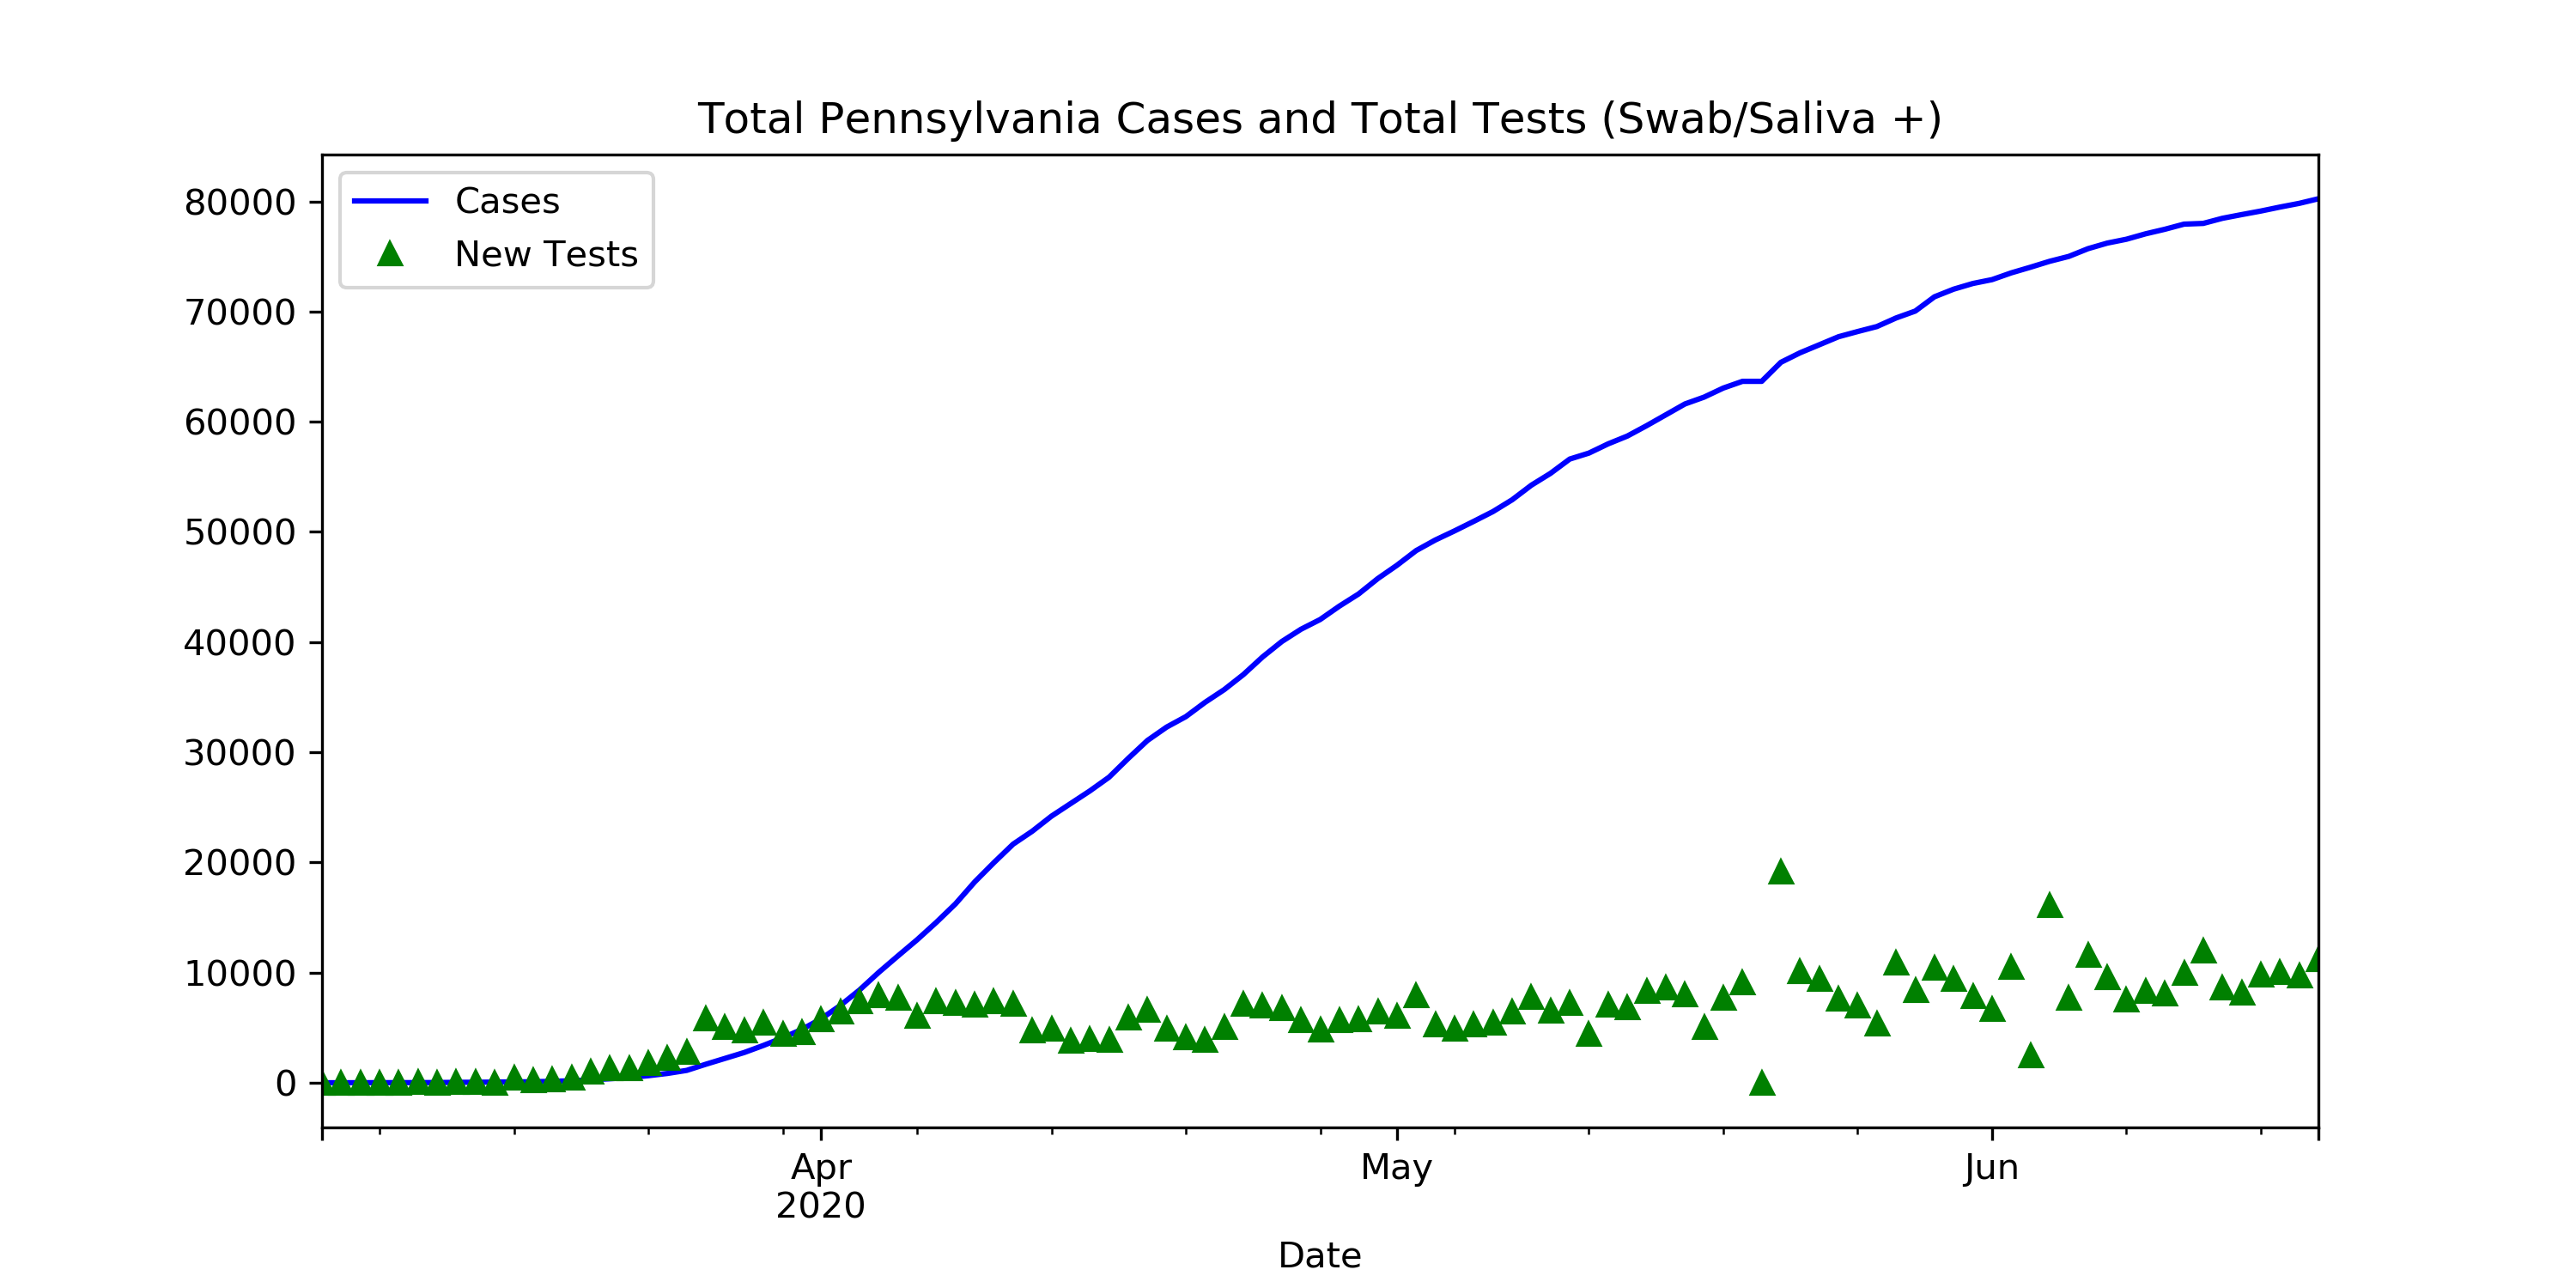 Total Pennsylvania Cases and Total Tests (Swab/Saliva +)
Cases
New Tests
80000
70000
60000
50000
40000
30000
20000
10000
0
Apr
2020
May
Jun
Date